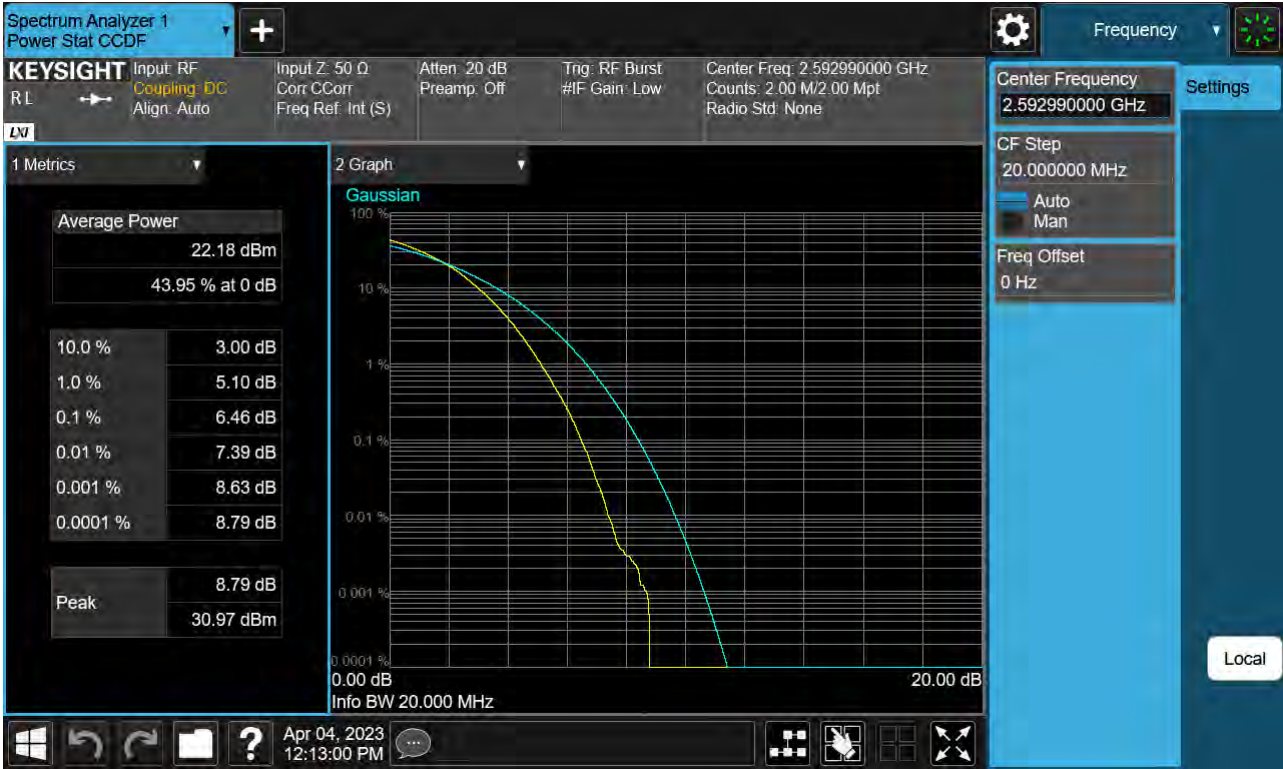 Spectrum Analyzer 1
Power Stat CCDF
Frequency
KEYSIGHT
R L
LXI
Input: RF
Coupling: DC
Align: Auto
Input Z: 50 Ω
Corr CCorr
Freq Ref: Int (S)
Atten: 20 dB
Preamp: Off
Trig: RF Burst
#IF Gain: Low
Center Freq: 2.592990000 GHz
Counts: 2.00 M/2.00 Mpt
Radio Std: None
Center Frequency
2.592990000 GHz
Settings
CF Step
20.000000 MHz
Auto
Man
Freq Offset
0 Hz
Local
1 Metrics
Average Power
22.18 dBm
43.95 % at 0 dB
10.0 % 3.00 dB
1.0 % 5.10 dB
0.1 % 6.46 dB
0.01 % 7.39 dB
0.001 % 8.63 dB
0.0001 % 8.79 dB
Peak
8.79 dB
30.97 dBm
2 Graph
Gaussian
100 %
10 %
1 %
0.1 %
0.01 %
0.001 %
0.0001 %
0.00 dB
20.00 dB
Info BW 20.000 MHz
?
Apr 04, 2023
12:13:00 PM